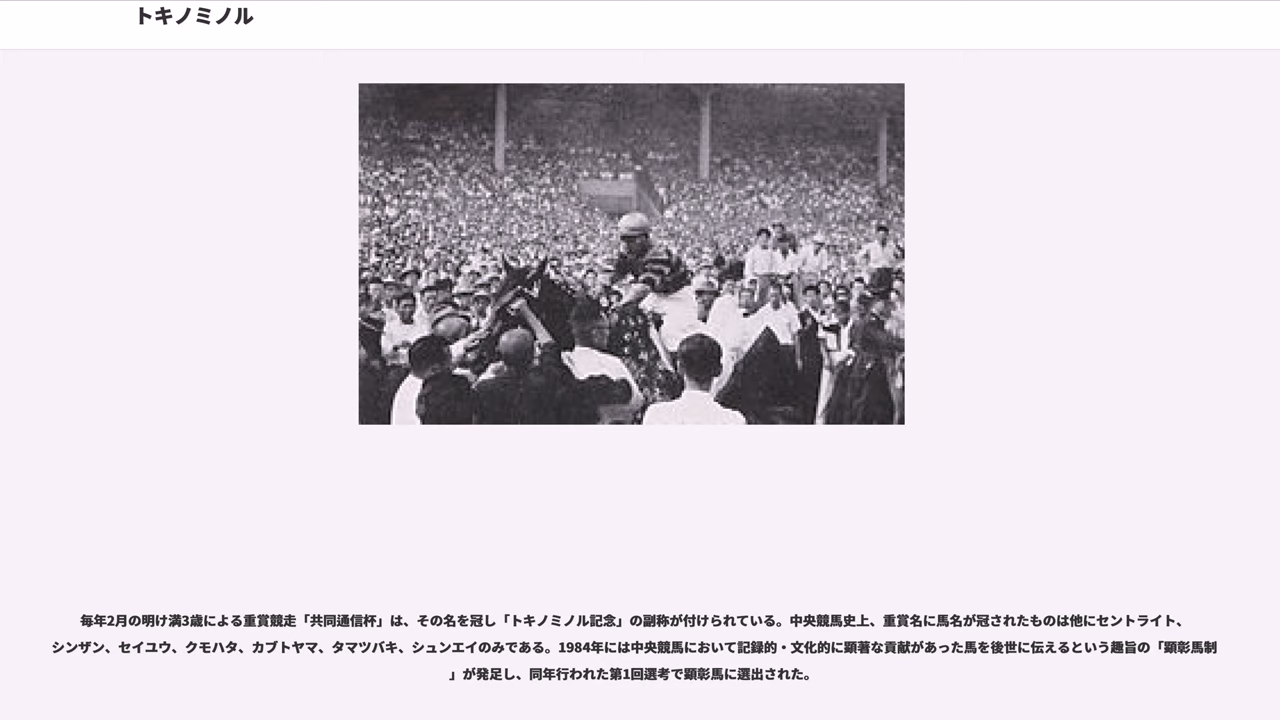 トキノミノル
毎年2月の明け満3歳による重賞競走「共同通信杯」は、その名を冠し「トキノミノル記念」の副称が付けられている。中央競馬史上、重賞名に馬名が冠されたものは他にセントライト、
シンザン、セイユウ、クモハタ、カブトヤマ、タマツバキ、シュンエイのみである。1984年には中央競馬において記録的・文化的に顕著な貢献があった馬を後世に伝えるという趣旨の「顕彰馬制
」が発足し、同年行われた第1回選考で顕彰馬に選出された。